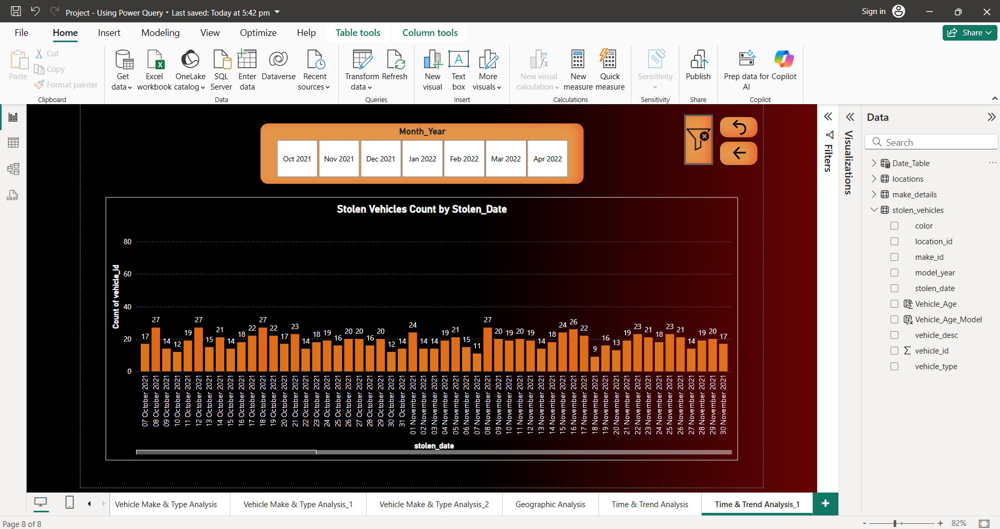 Project - Using Power Query • Last saved: Today at 5:42 pm
Sign in
File Home Insert Modeling View Optimize Help Table tools Column tools
Share
Paste
Cut
Copy
Format painter
Clipboard
Get data
Excel workbook
OneLake catalog
SQL Server
Enter data
Dataverse
Recent sources
Data
Transform data
Refresh
Queries
New visual
Text box
More visuals
Insert
New visual calculation
New measure
Quick measure
Calculations
Sensitivity
Sensitivity
Publish
Share
Prep data for AI
Copilot
Copilot
Month_Year
Oct 2021 Nov 2021 Dec 2021 Jan 2022 Feb 2022 Mar 2022 Apr 2022
Stolen Vehicles Count by Stolen_Date
Count of vehicle_id
80
60
40
20
0
17 27 14 12 19 27 15 21 14 18 22 27 22 17 23 14 18 19 16 20 20 16 20 12 14 24 14 14 19 21 15 11 27 20 19 20 19 14 18 24 26 22 9 16 13 19 23 21 18 23 21 14 19 20 17
07 October 2021
08 October 2021
09 October 2021
10 October 2021
11 October 2021
12 October 2021
13 October 2021
14 October 2021
15 October 2021
16 October 2021
17 October 2021
18 October 2021
19 October 2021
20 October 2021
21 October 2021
22 October 2021
23 October 2021
24 October 2021
25 October 2021
26 October 2021
27 October 2021
28 October 2021
29 October 2021
30 October 2021
31 October 2021
01 November 2021
02 November 2021
03 November 2021
04 November 2021
05 November 2021
06 November 2021
07 November 2021
08 November 2021
09 November 2021
10 November 2021
11 November 2021
12 November 2021
13 November 2021
14 November 2021
15 November 2021
16 November 2021
17 November 2021
18 November 2021
19 November 2021
20 November 2021
21 November 2021
22 November 2021
23 November 2021
24 November 2021
25 November 2021
26 November 2021
27 November 2021
28 November 2021
29 November 2021
30 November 2021
stolen_date
Filters
Visualizations
Data
Search
Date_Table
locations
make_details
stolen_vehicles
color
location_id
make_id
model_year
stolen_date
Vehicle_Age
Vehicle_Age_Model
vehicle_desc
vehicle_id
vehicle_type
DAX
Vehicle Make & Type Analysis
Vehicle Make & Type Analysis_1
Vehicle Make & Type Analysis_2
Geographic Analysis
Time & Trend Analysis
Time & Trend Analysis_1
Page 8 of 8
- + 82%